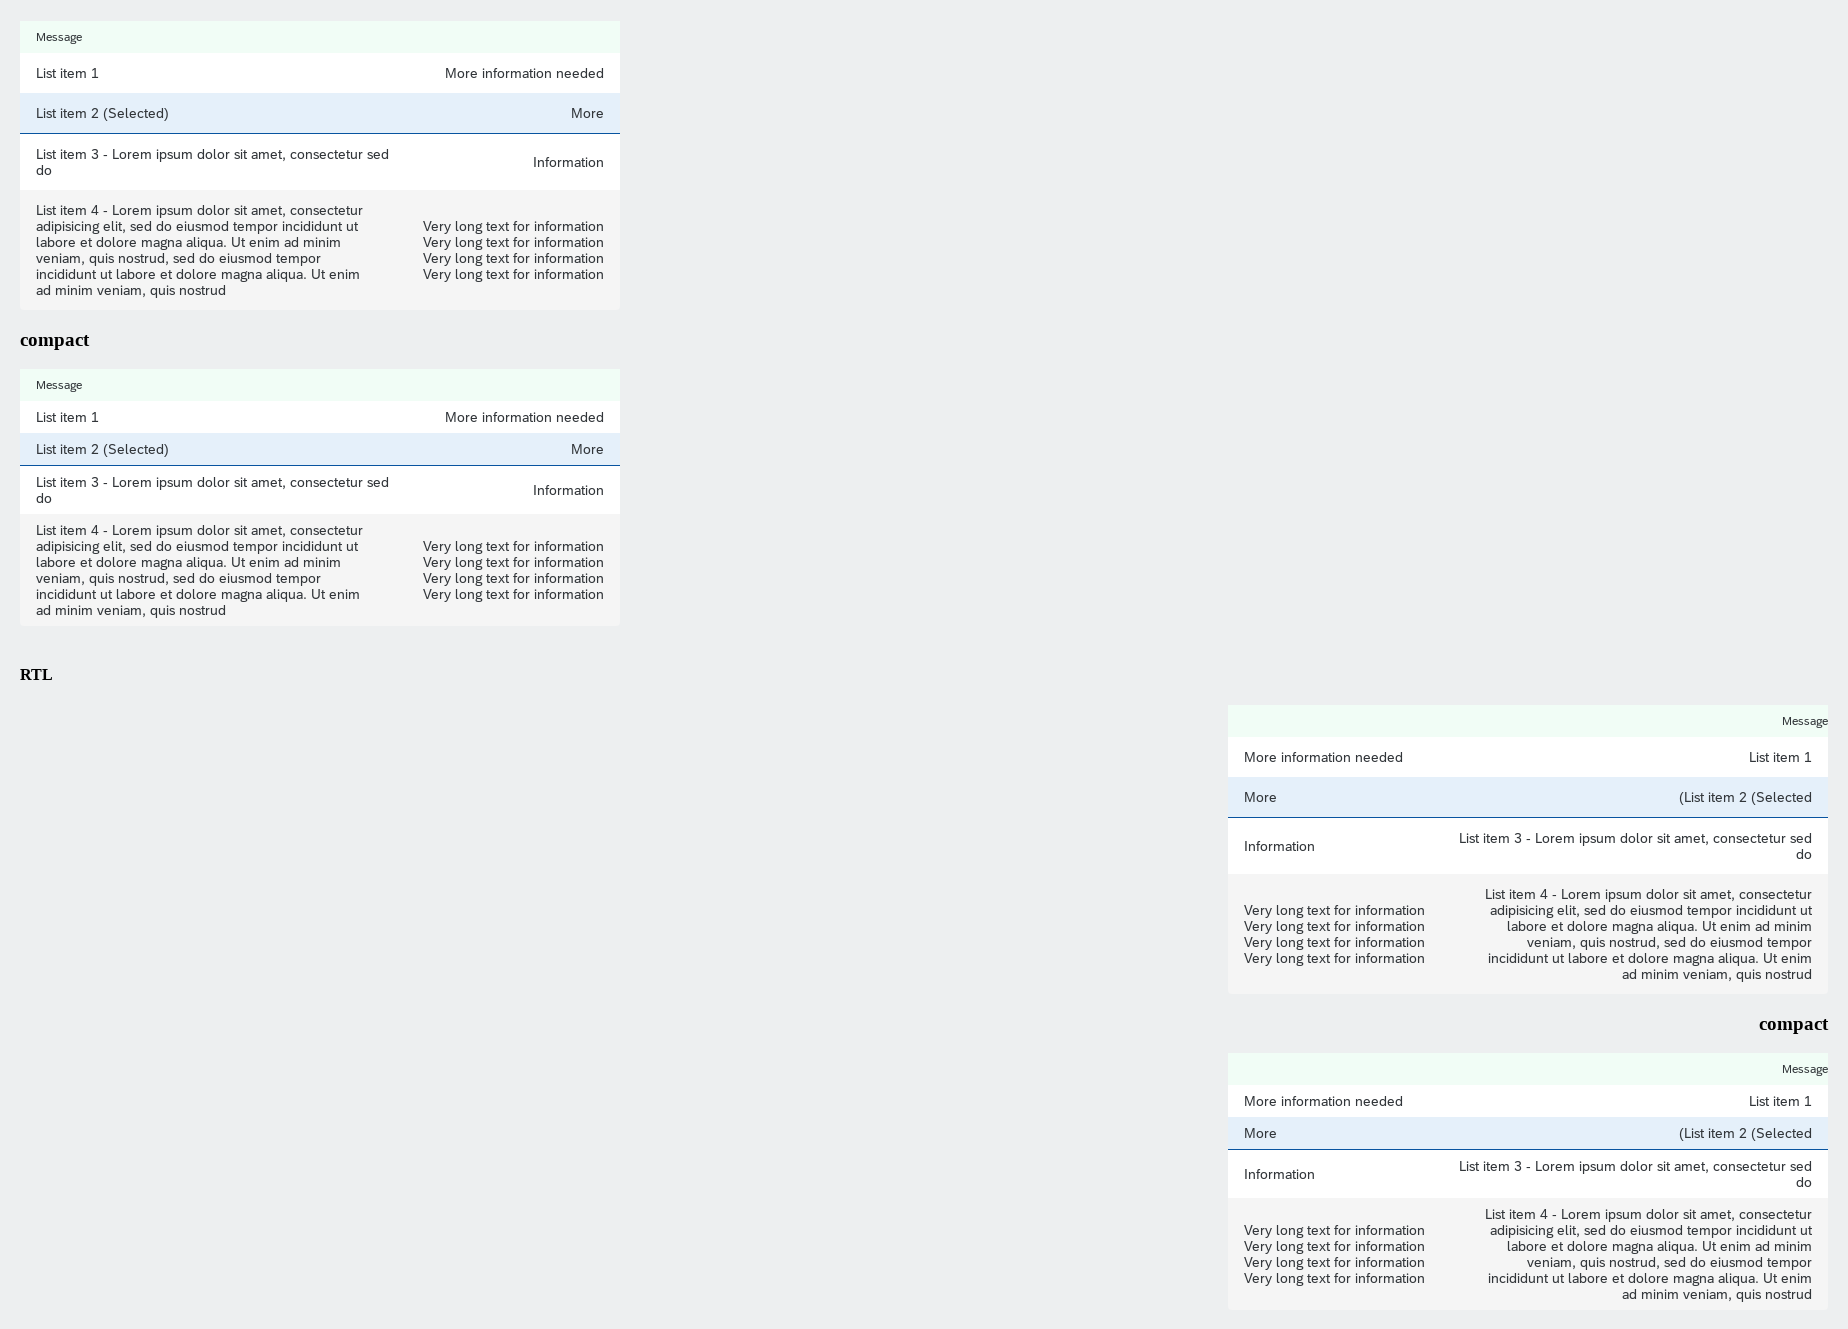 Message
List item 1 More information needed
List item 2 (Selected) More
List item 3 - Lorem ipsum dolor sit amet, consectetur sed
do
Information
List item 4 - Lorem ipsum dolor sit amet, consectetur
adipisicing elit, sed do eiusmod tempor incididunt ut
labore et dolore magna aliqua. Ut enim ad minim
veniam, quis nostrud, sed do eiusmod tempor
incididunt ut labore et dolore magna aliqua. Ut enim
ad minim veniam, quis nostrud
Very long text for information
Very long text for information
Very long text for information
Very long text for information
compact
Message
List item 1 More information needed
List item 2 (Selected) More
List item 3 - Lorem ipsum dolor sit amet, consectetur sed
do
Information
List item 4 - Lorem ipsum dolor sit amet, consectetur
adipisicing elit, sed do eiusmod tempor incididunt ut
labore et dolore magna aliqua. Ut enim ad minim
veniam, quis nostrud, sed do eiusmod tempor
incididunt ut labore et dolore magna aliqua. Ut enim
ad minim veniam, quis nostrud
Very long text for information
Very long text for information
Very long text for information
Very long text for information
RTL
Message
More information needed List item 1
More (List item 2 (Selected
Information
List item 3 - Lorem ipsum dolor sit amet, consectetur sed
do
Very long text for information
Very long text for information
Very long text for information
Very long text for information
List item 4 - Lorem ipsum dolor sit amet, consectetur
adipisicing elit, sed do eiusmod tempor incididunt ut
labore et dolore magna aliqua. Ut enim ad minim
veniam, quis nostrud, sed do eiusmod tempor
incididunt ut labore et dolore magna aliqua. Ut enim
ad minim veniam, quis nostrud
compact
Message
More information needed List item 1
More (List item 2 (Selected
Information
List item 3 - Lorem ipsum dolor sit amet, consectetur sed
do
Very long text for information
Very long text for information
Very long text for information
Very long text for information
List item 4 - Lorem ipsum dolor sit amet, consectetur
adipisicing elit, sed do eiusmod tempor incididunt ut
labore et dolore magna aliqua. Ut enim ad minim
veniam, quis nostrud, sed do eiusmod tempor
incididunt ut labore et dolore magna aliqua. Ut enim
ad minim veniam, quis nostrud